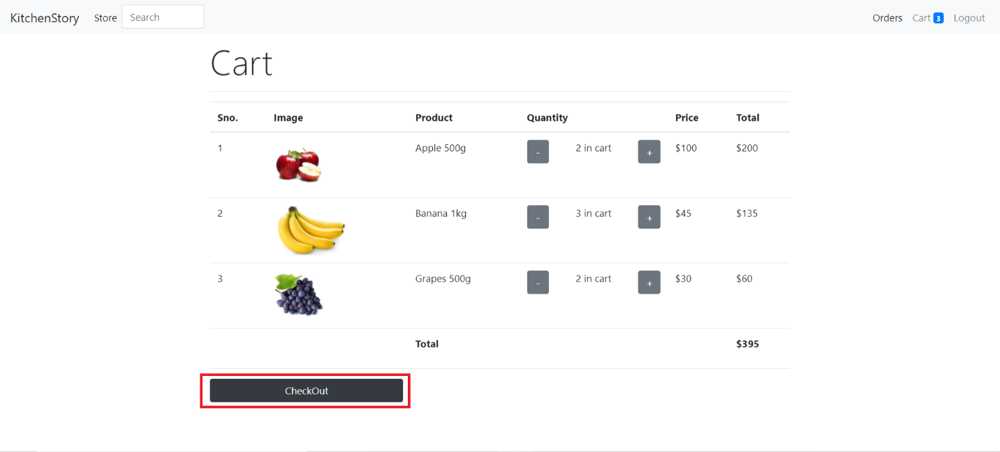 KitchenStory Store Search Orders Cart 3 Logout
Cart
Sno. Image Product Quantity Price Total
1 Apple 500g - 2 in cart + $100 $200
2 Banana 1kg - 3 in cart + $45 $135
3 Grapes 500g - 2 in cart + $30 $60
Total $395
CheckOut